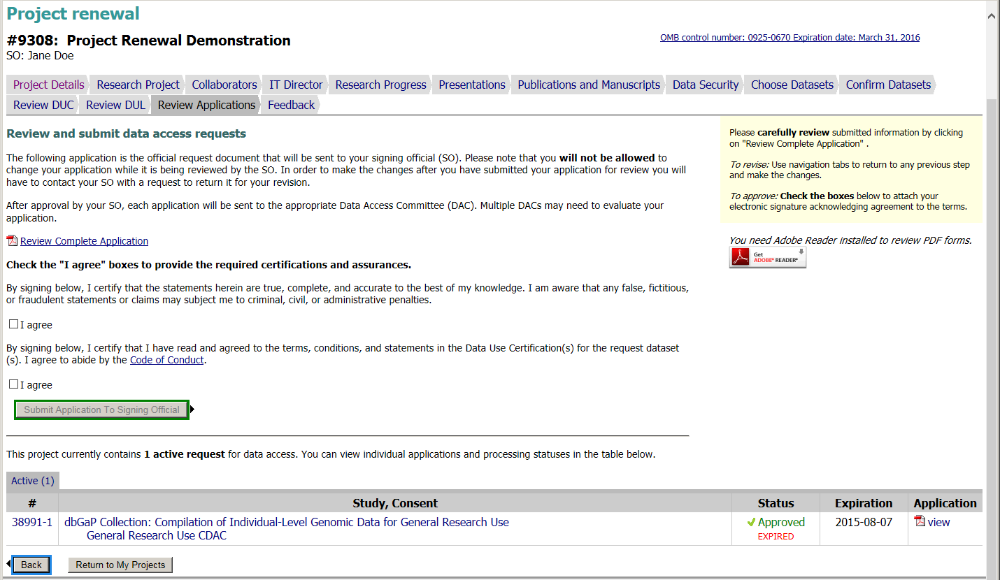 Project renewal
#9308:  Project Renewal Demonstration
SO: Jane Doe
OMB control number: 0925-0670 Expiration date: March 31, 2016
Project Details Research Project Collaborators IT Director Research Progress Presentations Publications and Manuscripts Data Security Choose Datasets Confirm Datasets
Review DUC Review DUL Review Applications Feedback
Review and submit data access requests
The following application is the official request document that will be sent to your signing official (SO). Please note that you will not be allowed to
change your application while it is being reviewed by the SO. In order to make the changes after you have submitted your application for review you will
have to contact your SO with a request to return it for your revision.
After approval by your SO, each application will be sent to the appropriate Data Access Committee (DAC). Multiple DACs may need to evaluate your
application.
Review Complete Application
Check the "I agree" boxes to provide the required certifications and assurances.
By signing below, I certify that the statements herein are true, complete, and accurate to the best of my knowledge. I am aware that any false, fictitious,
or fraudulent statements or claims may subject me to criminal, civil, or administrative penalties.
I agree
By signing below, I certify that I have read and agreed to the terms, conditions, and statements in the Data Use Certification(s) for the request dataset
(s). I agree to abide by the Code of Conduct.
I agree
Submit Application To Signing Official
Please carefully review submitted information by clicking
on "Review Complete Application" .
To revise: Use navigation tabs to return to any previous step
and make the changes.
To approve: Check the boxes below to attach your
electronic signature acknowledging agreement to the terms.
You need Adobe Reader installed to review PDF forms.
Get
ADOBE® READER®
This project currently contains 1 active request for data access. You can view individual applications and processing statuses in the table below.
Active (1)
# Study, Consent Status Expiration Application
38991-1 dbGaP Collection: Compilation of Individual-Level Genomic Data for General Research Use Approved 2015-08-07 view
General Research Use CDAC EXPIRED
Back Return to My Projects